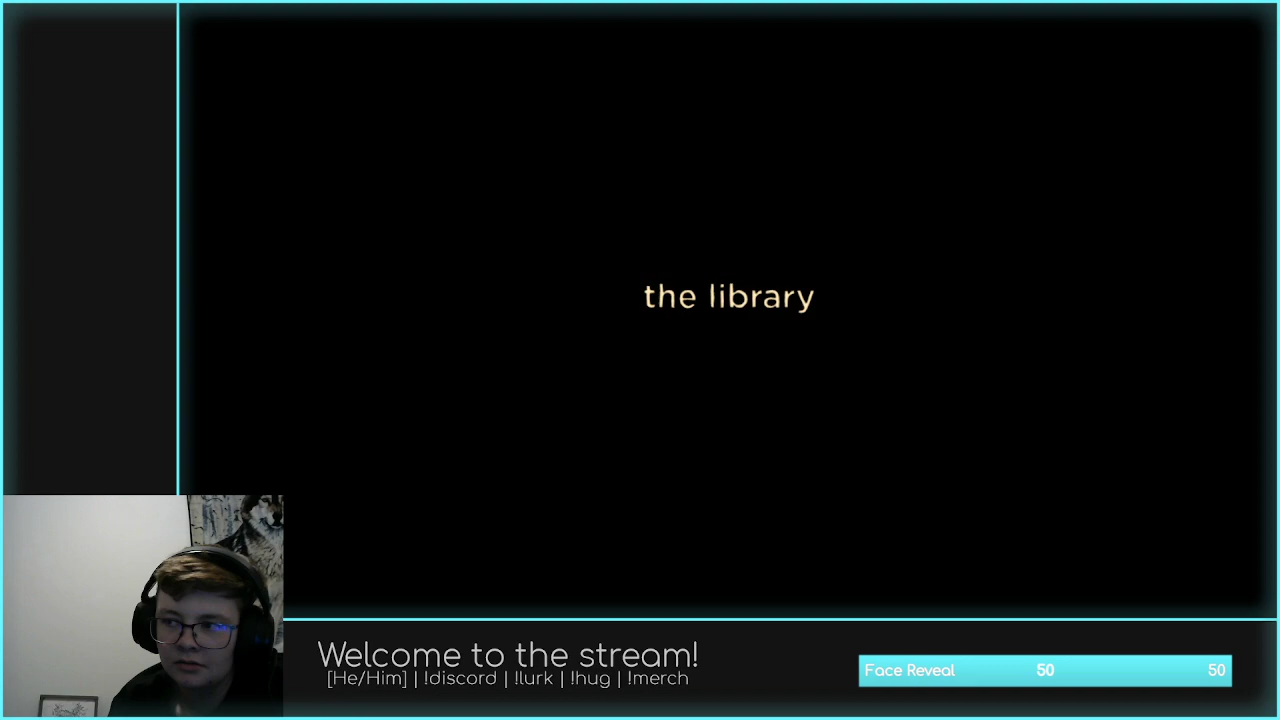 the library
Welcome to the stream!
[He/Him] | !discord | !lurk | !hug | !merch
Face Reveal 50 50